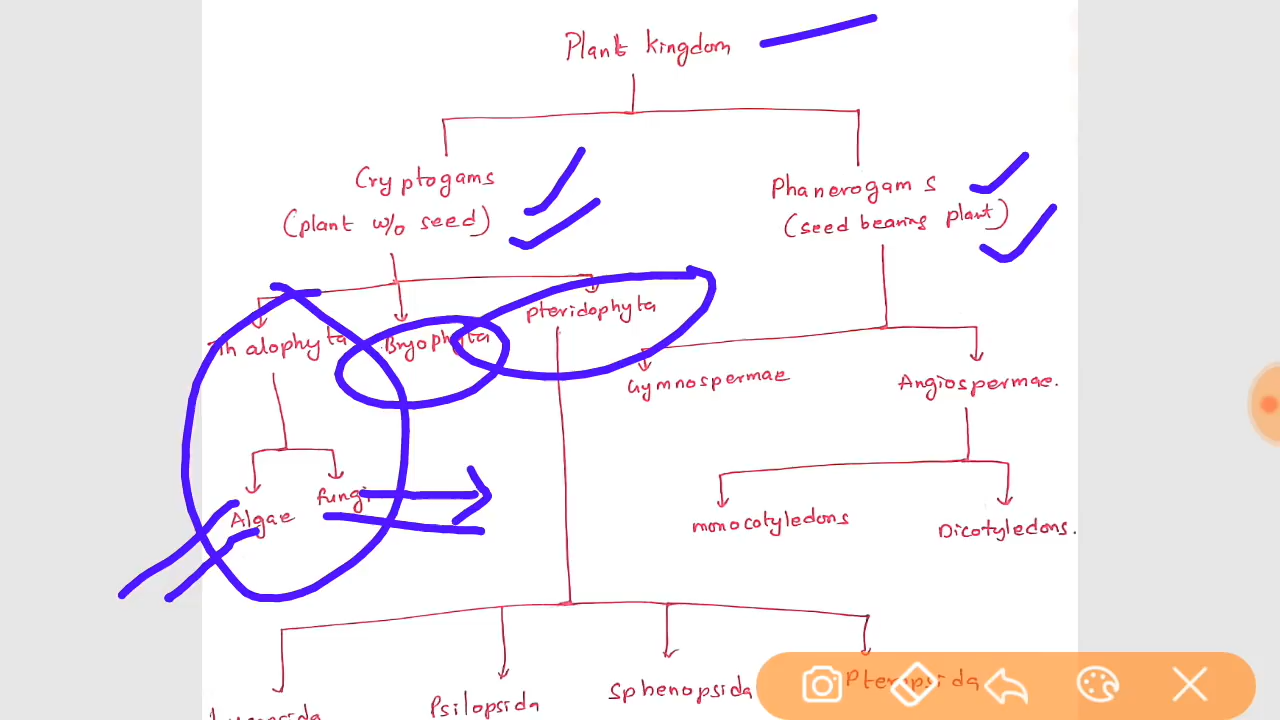 Plant kingdom
Cryptogams
(plant w/o seed)
Phanerogams
(seed bearing plant)
Thalophyta
Bryophyta
pteridophyta
Gymnospermae
Angiospermae.
Algae
fungi
monocotyledons
Dicotyledons.
Psilopsida
Sphenopsida
Pteropsida